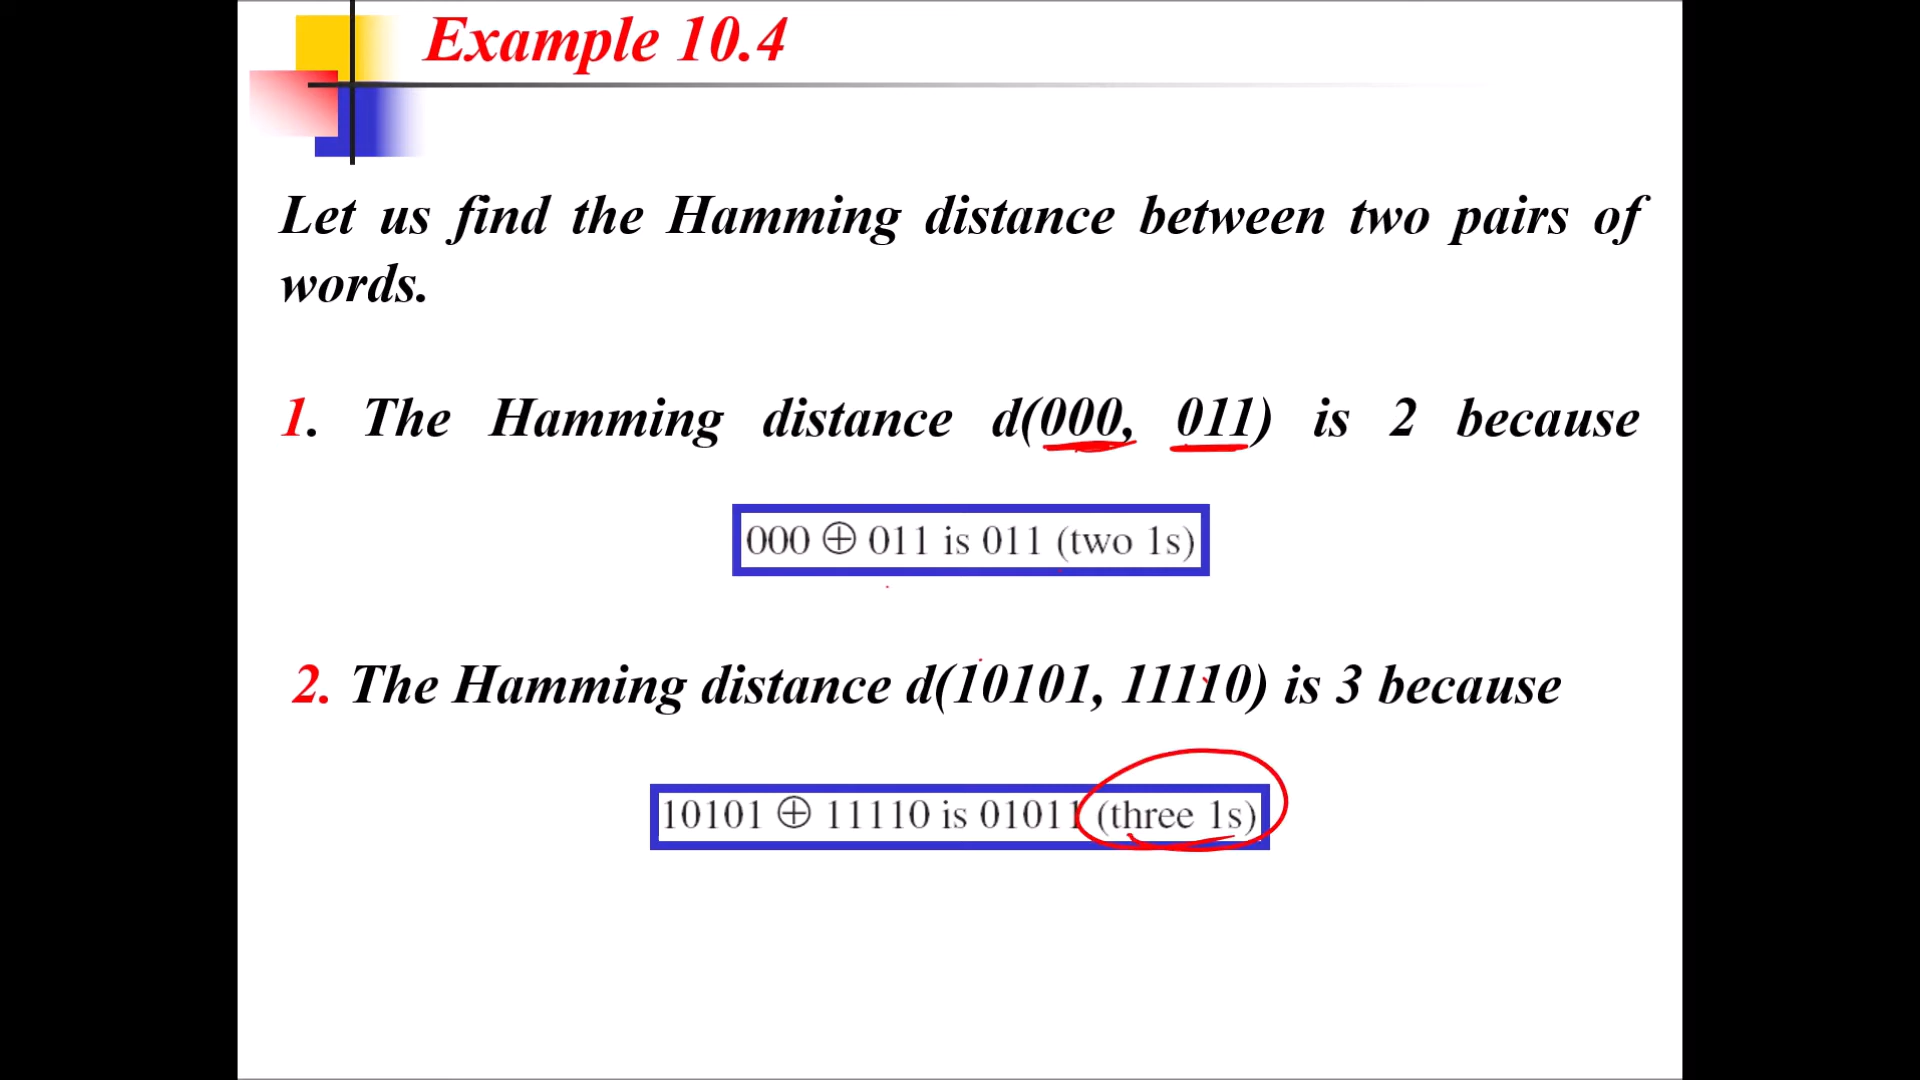 Example 10.4
Let us find the Hamming distance between two pairs of
words.
1. The Hamming distance d(000, 011) is 2 because
000 ⊕ 011 is 011 (two 1s)
2. The Hamming distance d(10101, 11110) is 3 because
10101 ⊕ 11110 is 01011 (three 1s)